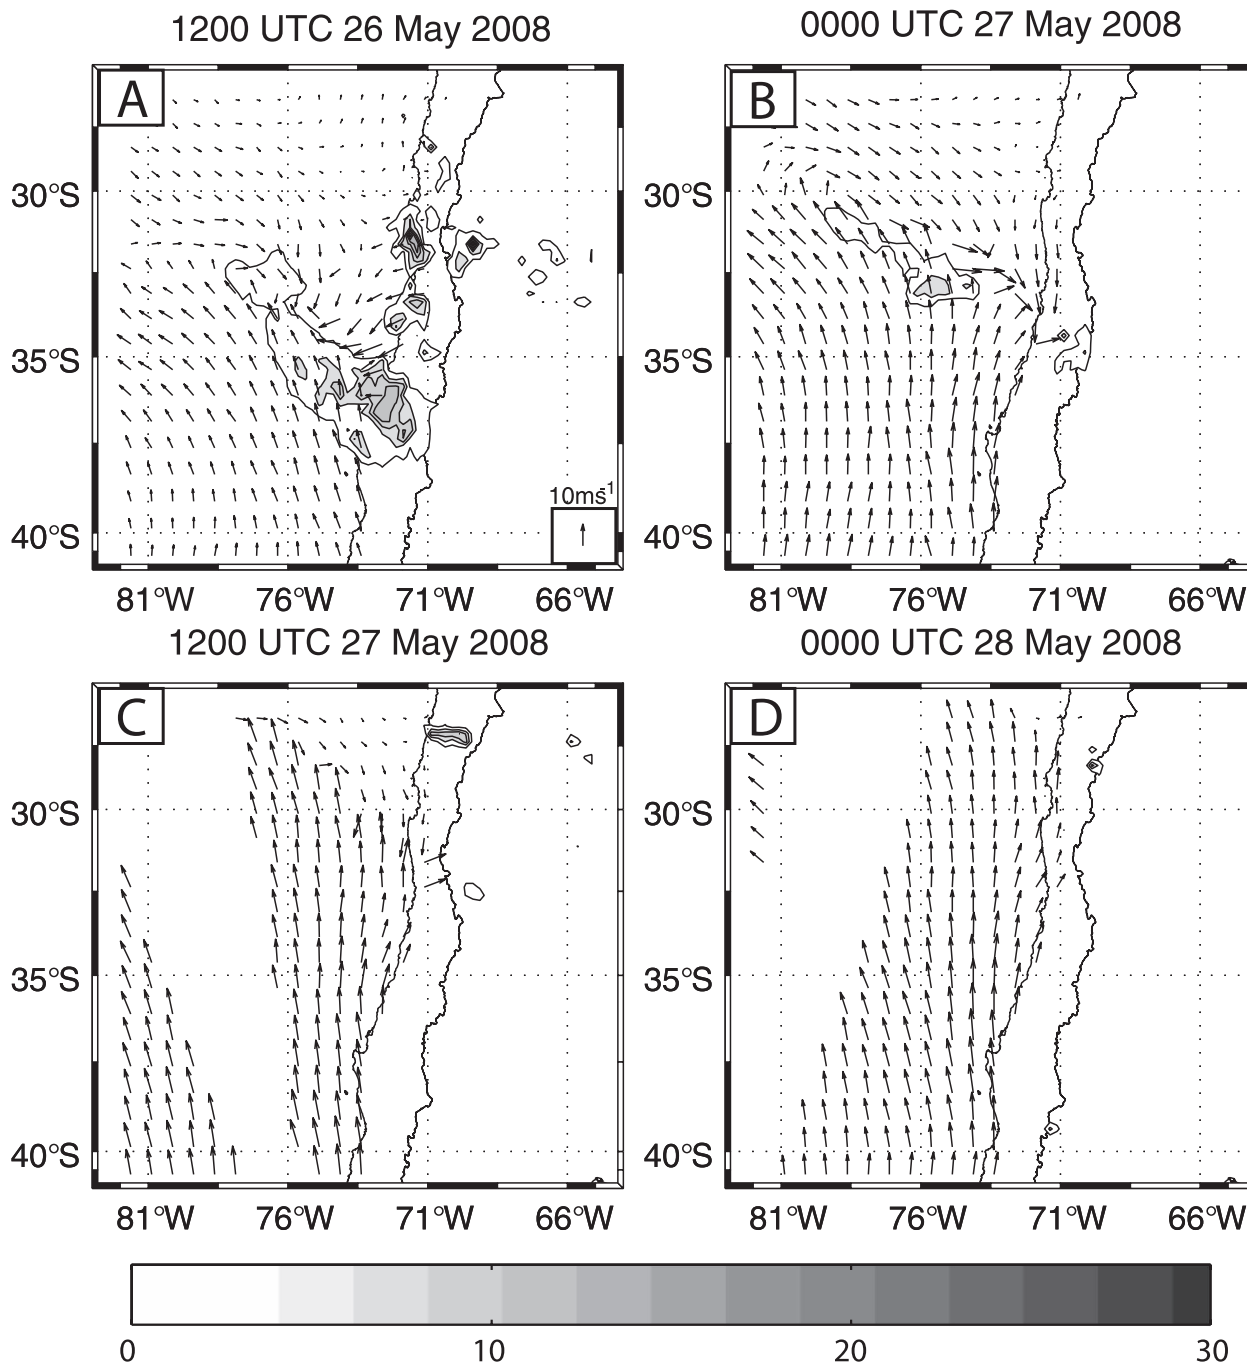 1200 UTC 26 May 2008
0000 UTC 27 May 2008
A
B
30°S
30°S
35°S
35°S
10ms⁻¹
40°S
40°S
81°W 76°W 71°W 66°W
81°W 76°W 71°W 66°W
1200 UTC 27 May 2008
0000 UTC 28 May 2008
C
D
30°S
30°S
35°S
35°S
40°S
40°S
81°W 76°W 71°W 66°W
81°W 76°W 71°W 66°W
0 10 20 30